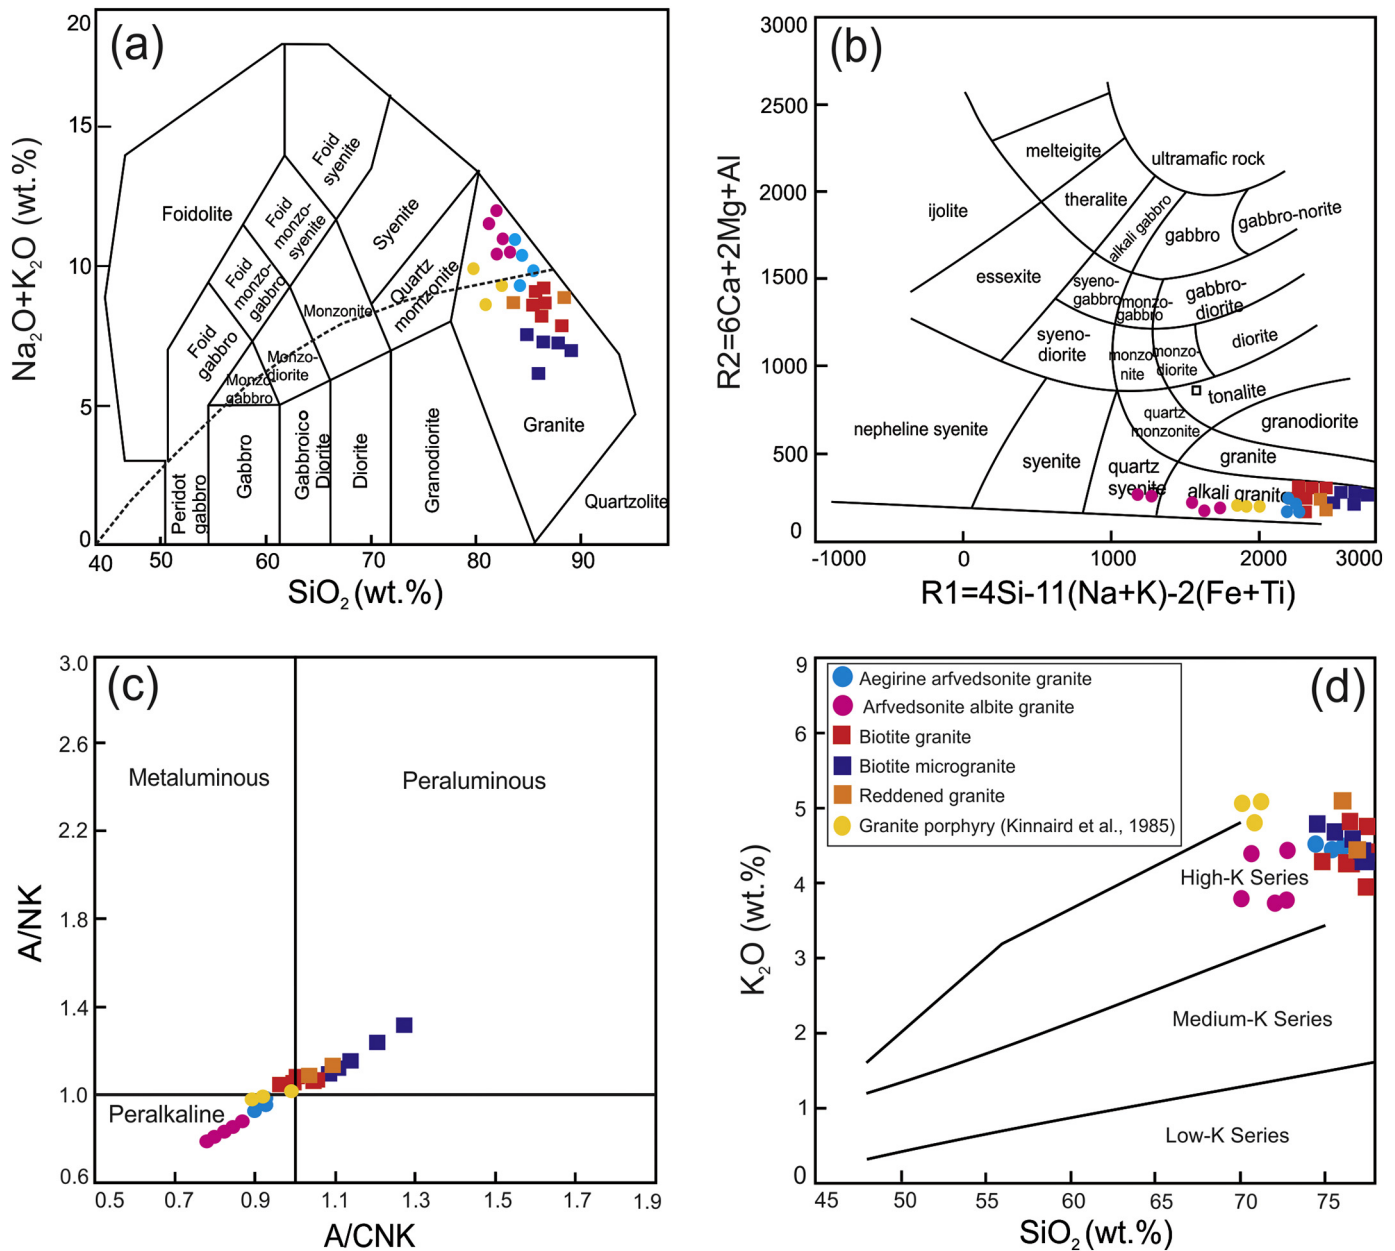 (a)
20
15
10
5
0
Na₂O+K₂O (wt.%)
Foidolite
Foid
syenite
Foid
monzo-
syenite
Foid
monzo-
gabbro
Foid
gabbro
Syenite
Quartz
momzonite
Monzonite
Monzo-
diorite
Monzo-
gabbro
Peridot
gabbro
Gabbro
Gabbroico
Diorite
Diorite
Granodiorite
Granite
Quartzolite
40
50
60
70
80
90
SiO₂ (wt.%)
(b)
3000
2500
2000
1500
1000
500
0
R2=6Ca+2Mg+Al
melteigite
ultramafic rock
ijolite
theralite
alkali gabbro
gabbro
gabbro-norite
essexite
syeno-
gabbro
monzo-
gabbro
gabbro-
diorite
syeno-
diorite
monzo-
nite
monzo-
diorite
diorite
tonalite
nepheline syenite
quartz
monzonite
granodiorite
syenite
quartz
syenite
granite
alkali granite
-1000
0
1000
2000
3000
R1=4Si-11(Na+K)-2(Fe+Ti)
(c)
3.0
2.6
2.2
1.8
1.4
1.0
0.6
A/NK
Metaluminous
Peraluminous
Peralkaline
0.5
0.7
0.9
1.1
1.3
1.5
1.7
1.9
A/CNK
(d)
9
6
5
4
3
2
1
0
K₂O (wt.%)
Aegirine arfvedsonite granite
Arfvedsonite albite granite
Biotite granite
Biotite microgranite
Reddened granite
Granite porphyry (Kinnaird et al., 1985)
High-K Series
Medium-K Series
Low-K Series
45
50
55
60
65
70
75
SiO₂ (wt.%)